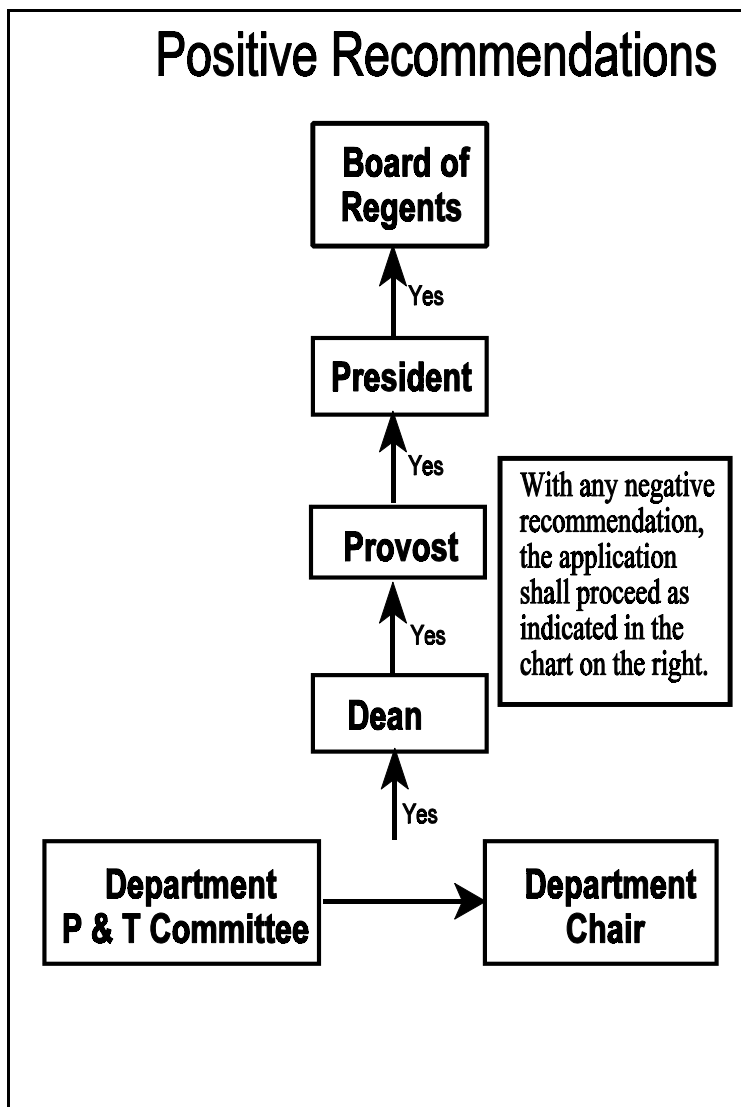 Positive Recommendations
Board of
Regents
Yes
President
Yes
Provost
Yes
Dean
Yes
With any negative
recommendation,
the application
shall proceed as
indicated in the
chart on the right.
Department
P & T Committee
Department
Chair